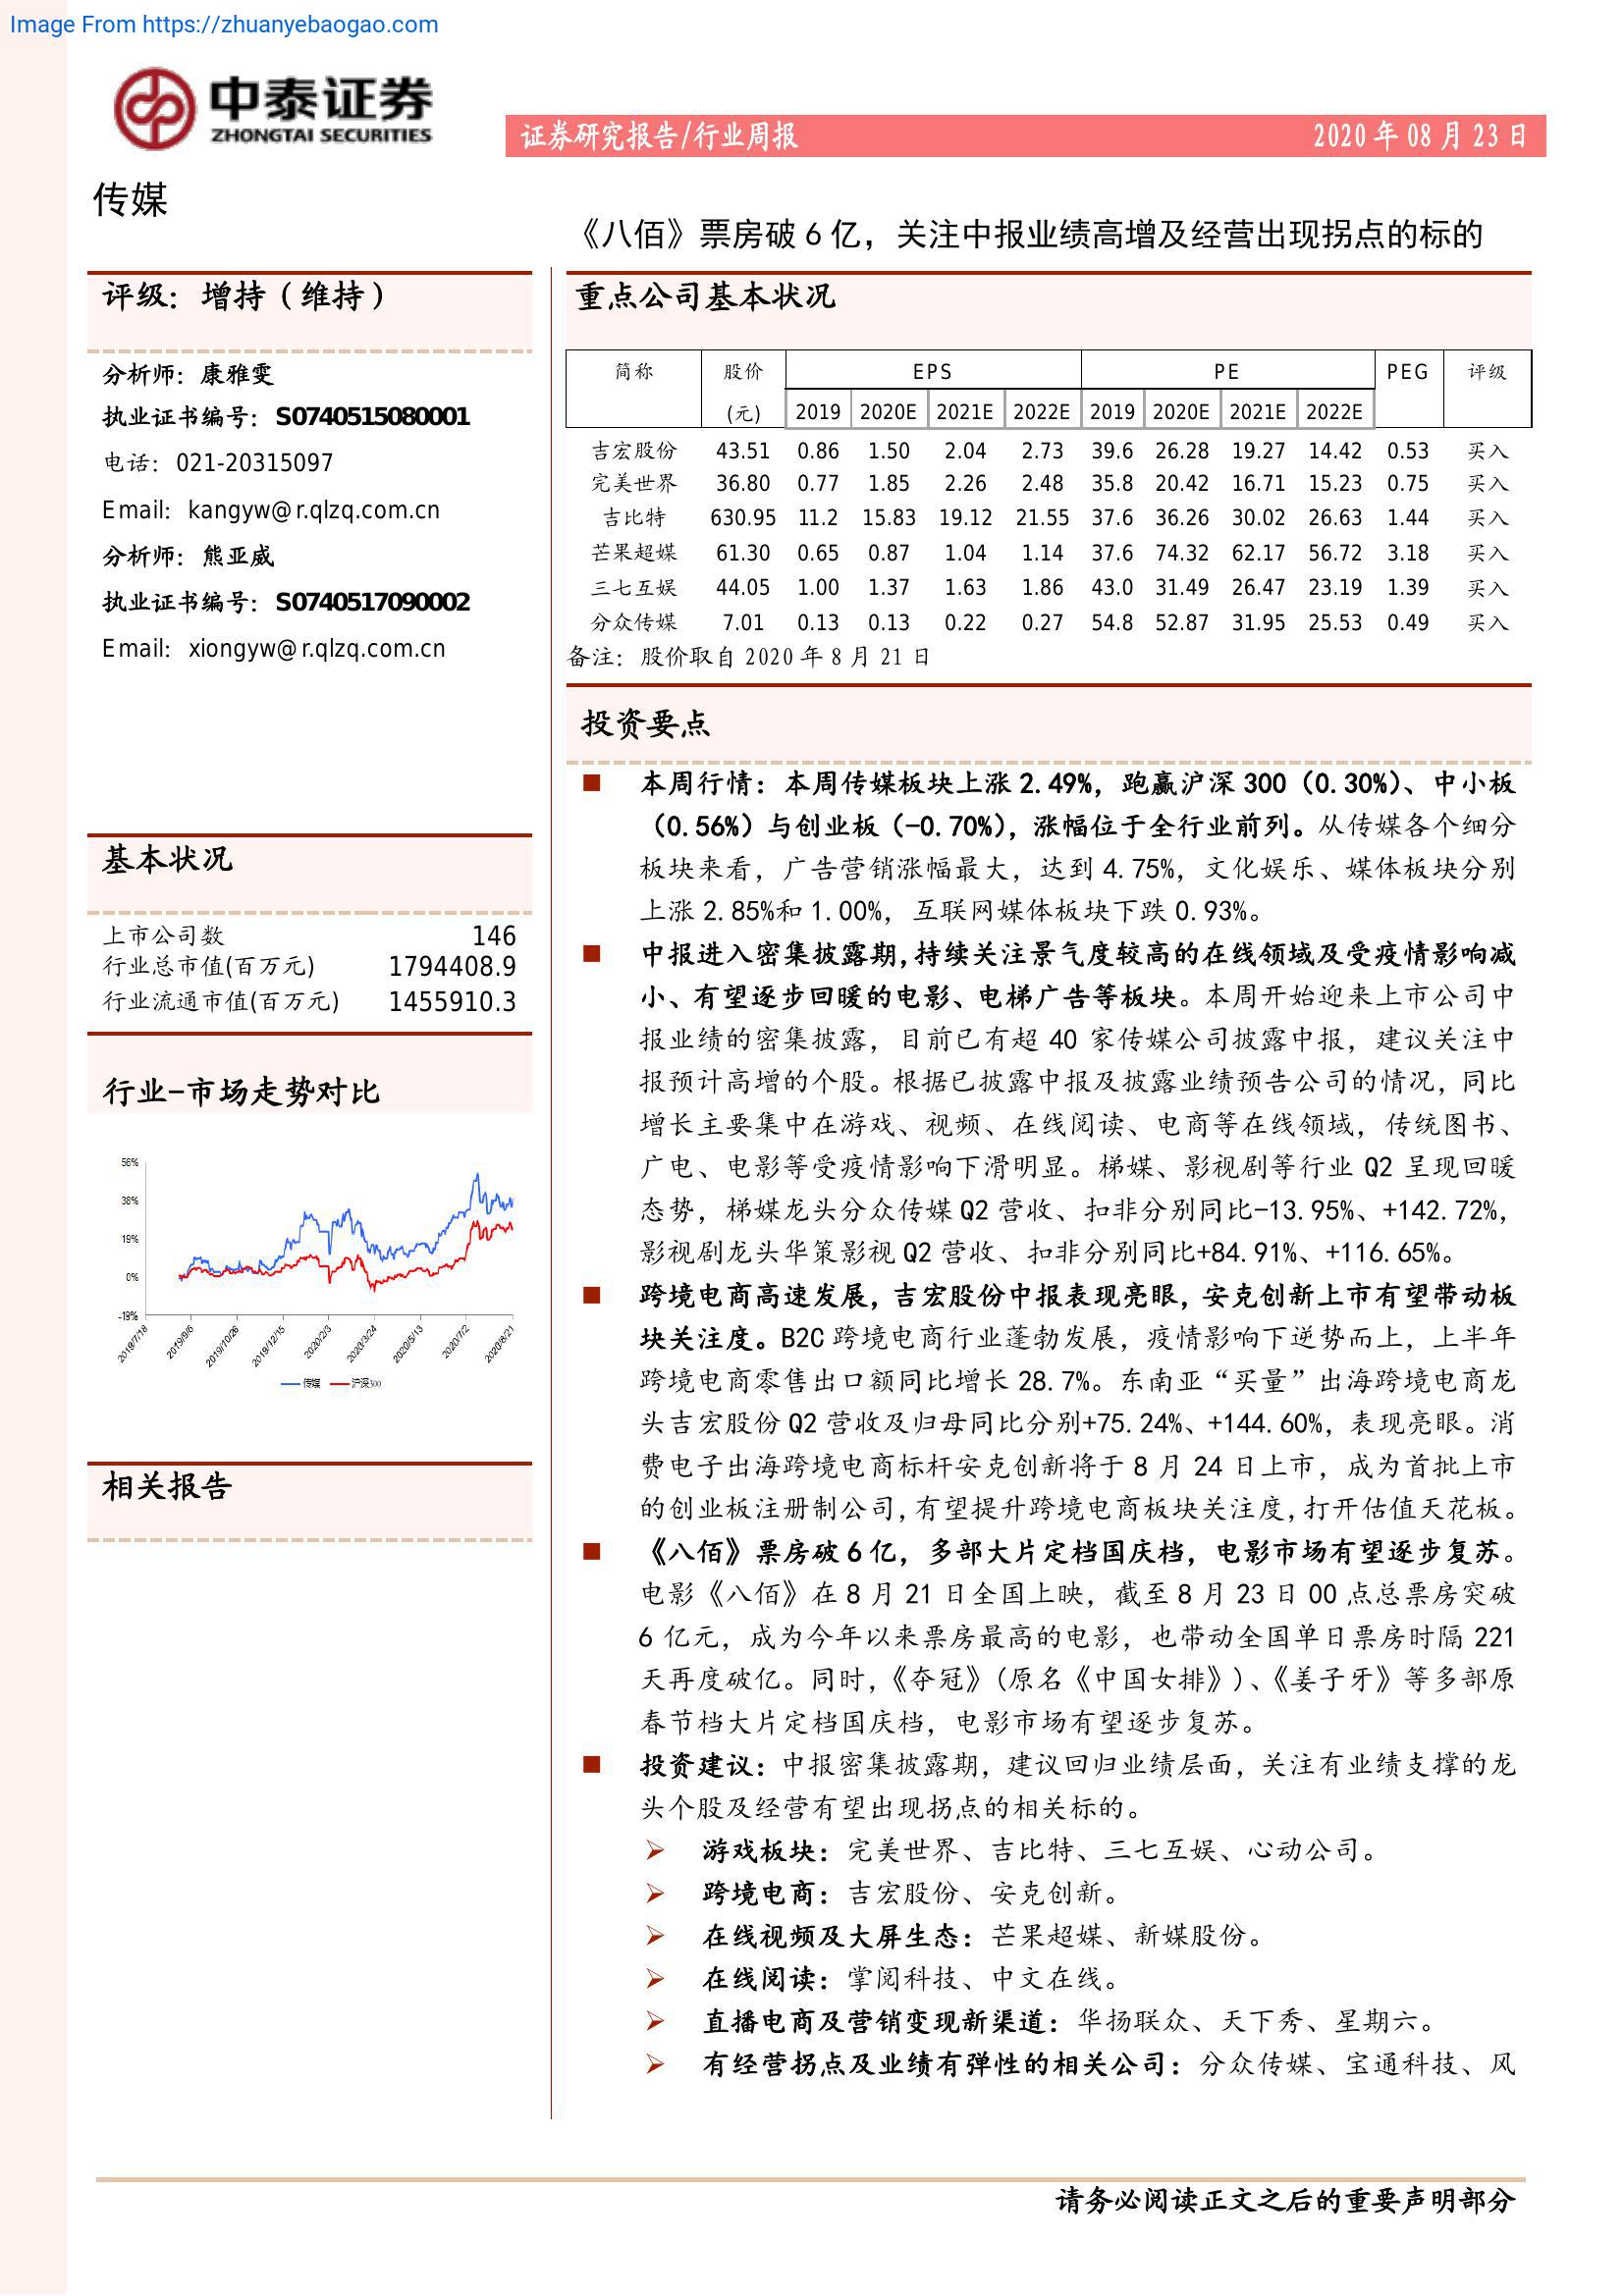 Image From https://zhuanyebaogao.com
中泰证券
ZHONGTAI SECURITIES
证券研究报告/行业周报 2020 年 08 月 23 日
传媒
《八佰》票房破 6 亿，关注中报业绩高增及经营出现拐点的标的
评级：增持（维持）
分析师：康雅雯
执业证书编号：S0740515080001
电话：021-20315097
Email：kangyw@r.qlzq.com.cn
分析师：熊亚威
执业证书编号：S0740517090002
Email：xiongyw@r.qlzq.com.cn
基本状况
上市公司数 146
行业总市值(百万元) 1794408.9
行业流通市值(百万元) 1455910.3
行业-市场走势对比
56%
38%
19%
0%
-19%
2019/7/18 2019/9/6 2019/10/26 2019/12/15 2020/2/3 2020/3/24 2020/5/13 2020/7/2 2020/8/21
传媒 沪深300
相关报告
重点公司基本状况
简称 股价 EPS PE PEG 评级
(元) 2019 2020E 2021E 2022E 2019 2020E 2021E 2022E
吉宏股份 43.51 0.86 1.50 2.04 2.73 39.6 26.28 19.27 14.42 0.53 买入
完美世界 36.80 0.77 1.85 2.26 2.48 35.8 20.42 16.71 15.23 0.75 买入
吉比特 630.95 11.2 15.83 19.12 21.55 37.6 36.26 30.02 26.63 1.44 买入
芒果超媒 61.30 0.65 0.87 1.04 1.14 37.6 74.32 62.17 56.72 3.18 买入
三七互娱 44.05 1.00 1.37 1.63 1.86 43.0 31.49 26.47 23.19 1.39 买入
分众传媒 7.01 0.13 0.13 0.22 0.27 54.8 52.87 31.95 25.53 0.49 买入
备注：股价取自 2020 年 8 月 21 日
投资要点
■ 本周行情：本周传媒板块上涨 2.49%，跑赢沪深 300（0.30%）、中小板
（0.56%）与创业板（-0.70%），涨幅位于全行业前列。从传媒各个细分
板块来看，广告营销涨幅最大，达到 4.75%，文化娱乐、媒体板块分别
上涨 2.85%和 1.00%，互联网媒体板块下跌 0.93%。
■ 中报进入密集披露期，持续关注景气度较高的在线领域及受疫情影响减
小、有望逐步回暖的电影、电梯广告等板块。本周开始迎来上市公司中
报业绩的密集披露，目前已有超 40 家传媒公司披露中报，建议关注中
报预计高增的个股。根据已披露中报及披露业绩预告公司的情况，同比
增长主要集中在游戏、视频、在线阅读、电商等在线领域，传统图书、
广电、电影等受疫情影响下滑明显。梯媒、影视剧等行业 Q2 呈现回暖
态势，梯媒龙头分众传媒 Q2 营收、扣非分别同比-13.95%、+142.72%，
影视剧龙头华策影视 Q2 营收、扣非分别同比+84.91%、+116.65%。
■ 跨境电商高速发展，吉宏股份中报表现亮眼，安克创新上市有望带动板
块关注度。B2C 跨境电商行业蓬勃发展，疫情影响下逆势而上，上半年
跨境电商零售出口额同比增长 28.7%。东南亚“买量”出海跨境电商龙
头吉宏股份 Q2 营收及归母同比分别+75.24%、+144.60%，表现亮眼。消
费电子出海跨境电商标杆安克创新将于 8 月 24 日上市，成为首批上市
的创业板注册制公司，有望提升跨境电商板块关注度，打开估值天花板。
■ 《八佰》票房破 6 亿，多部大片定档国庆档，电影市场有望逐步复苏。
电影《八佰》在 8 月 21 日全国上映，截至 8 月 23 日 00 点总票房突破
6 亿元，成为今年以来票房最高的电影，也带动全国单日票房时隔 221
天再度破亿。同时，《夺冠》(原名《中国女排》)、《姜子牙》等多部原
春节档大片定档国庆档，电影市场有望逐步复苏。
■ 投资建议：中报密集披露期，建议回归业绩层面，关注有业绩支撑的龙
头个股及经营有望出现拐点的相关标的。
➢ 游戏板块：完美世界、吉比特、三七互娱、心动公司。
➢ 跨境电商：吉宏股份、安克创新。
➢ 在线视频及大屏生态：芒果超媒、新媒股份。
➢ 在线阅读：掌阅科技、中文在线。
➢ 直播电商及营销变现新渠道：华扬联众、天下秀、星期六。
➢ 有经营拐点及业绩有弹性的相关公司：分众传媒、宝通科技、风
请务必阅读正文之后的重要声明部分